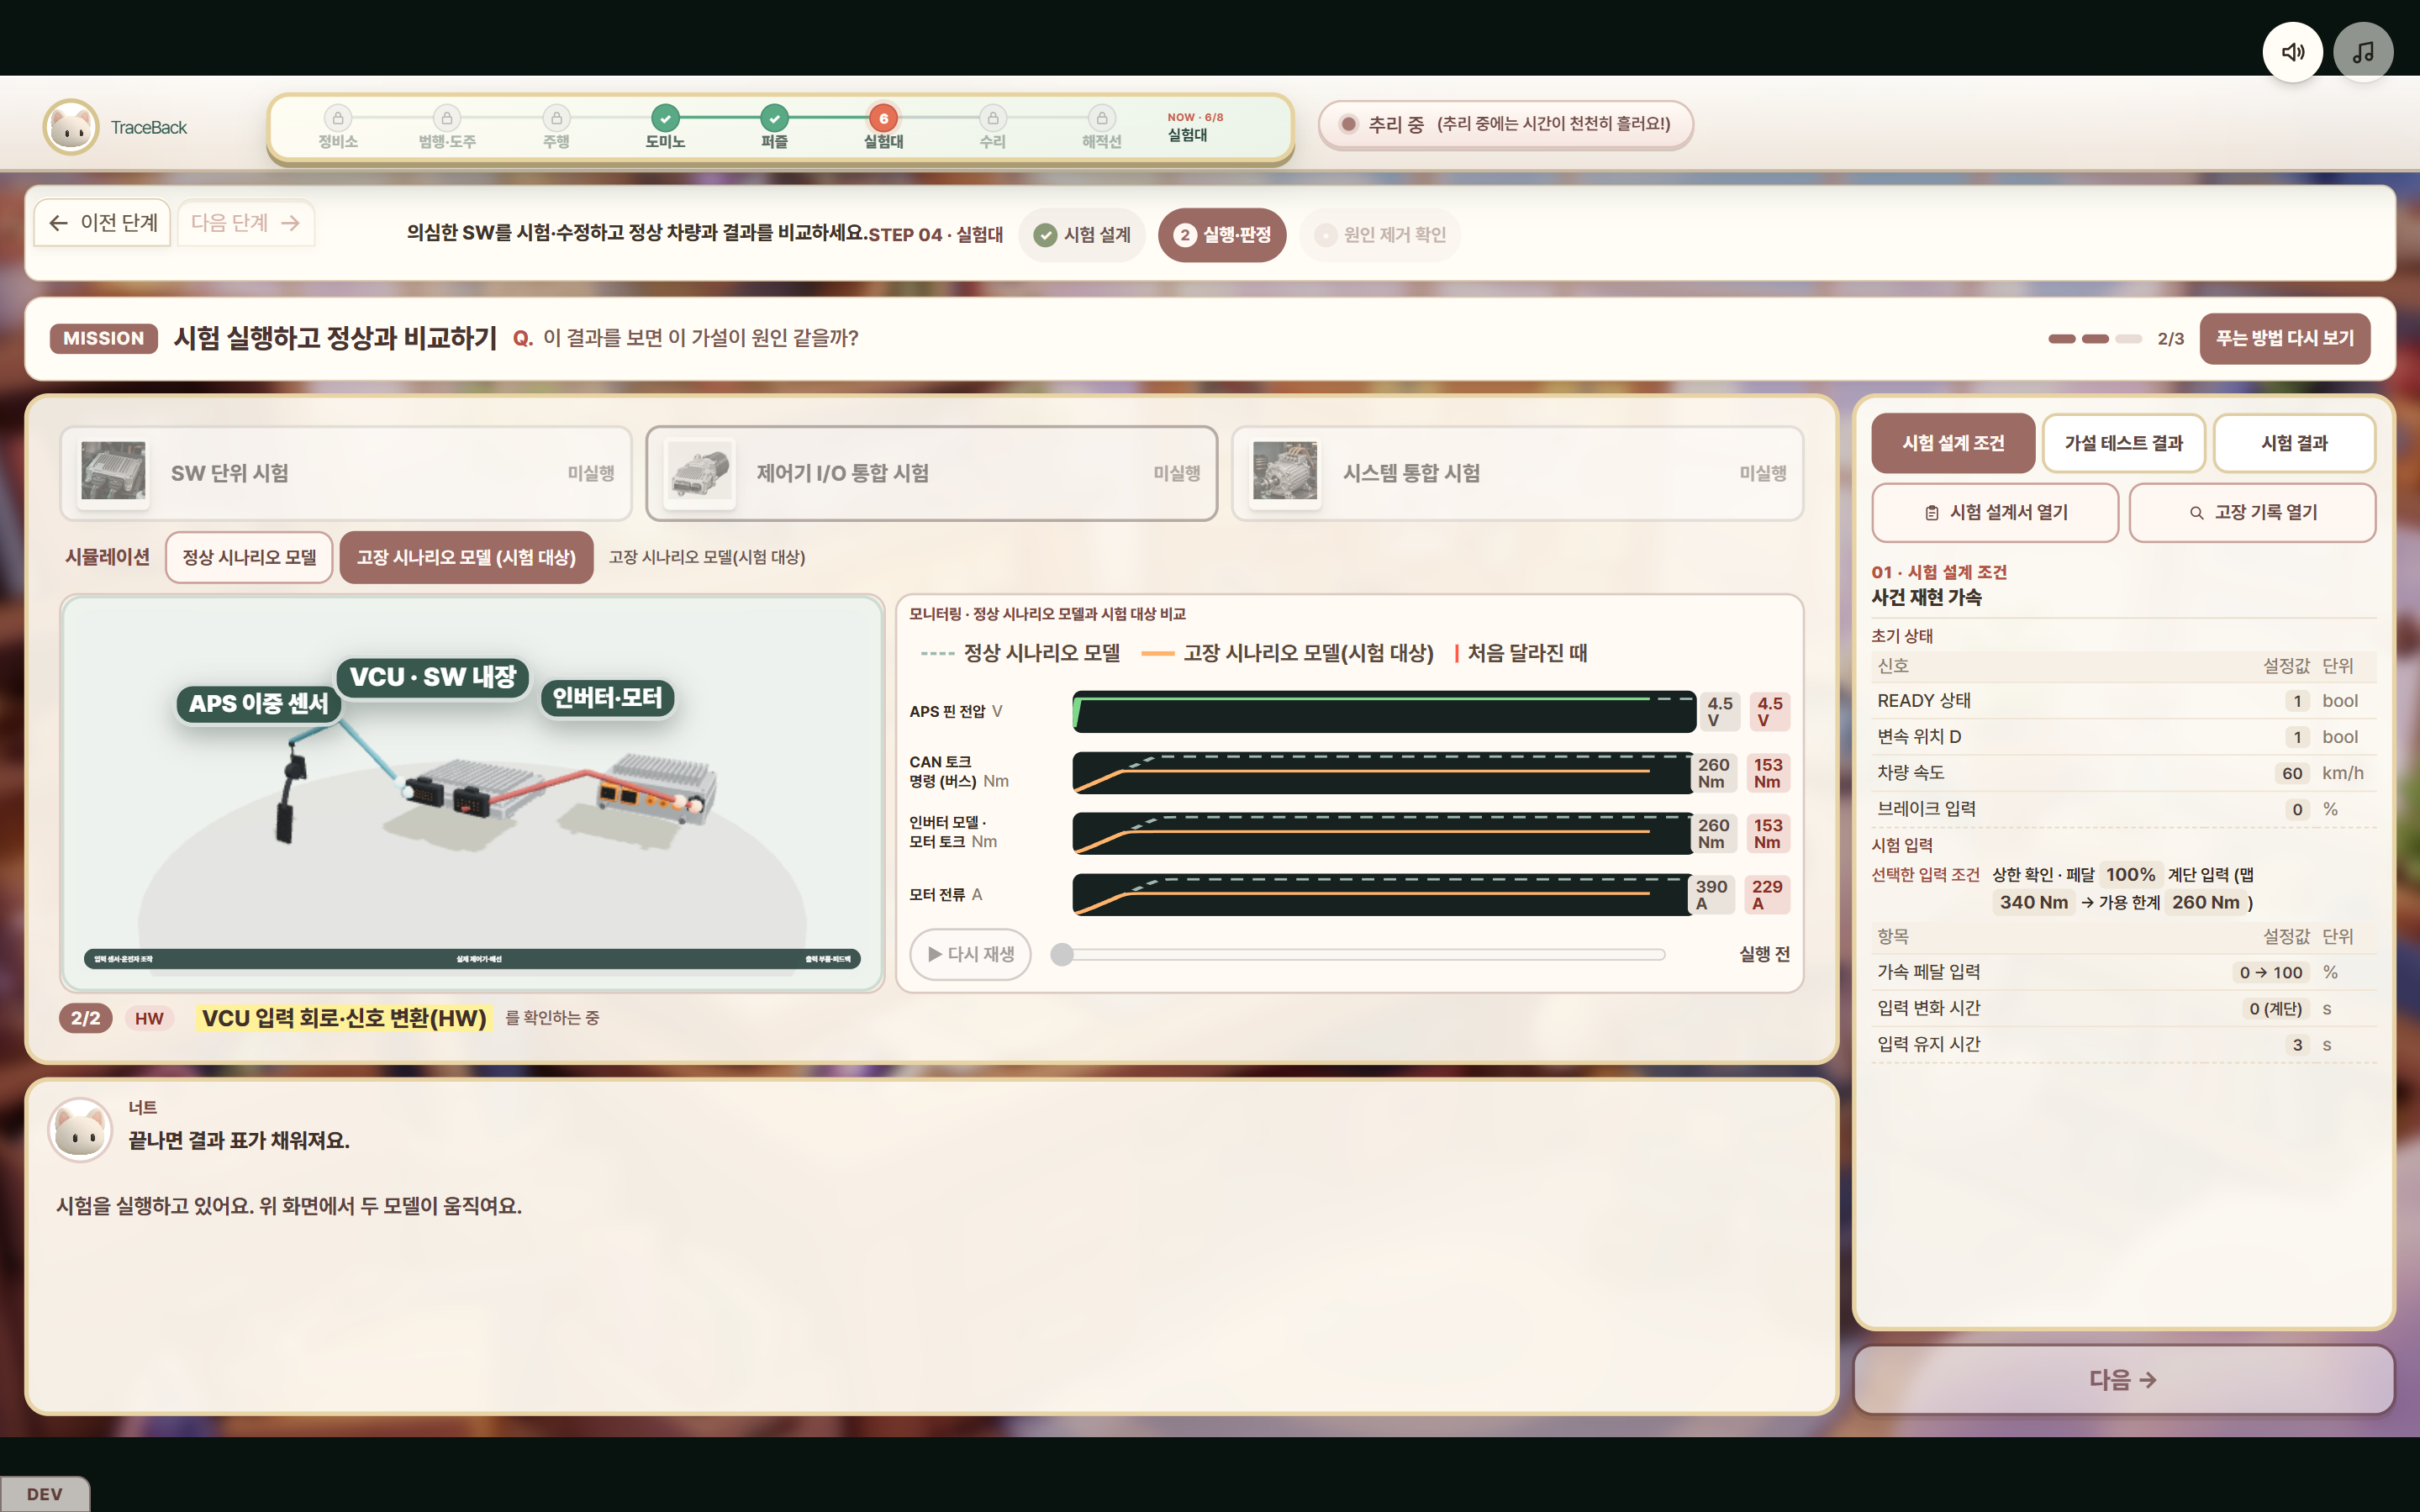 TraceBack
정비소
범행·도주
주행
도미노
퍼즐
6
실험대
수리
해적선
NOW · 6/8
실험대
추리 중 (추리 중에는 시간이 천천히 흘러요!)
← 이전 단계
다음 단계 →
의심한 SW를 시험·수정하고 정상 차량과 결과를 비교하세요.STEP 04 · 실험대
시험 설계
2 실행·판정
원인 제거 확인
MISSION 시험 실행하고 정상과 비교하기 Q. 이 결과를 보면 이 가설이 원인 같을까?
2/3
푸는 방법 다시 보기
SW 단위 시험 미실행
제어기 I/O 통합 시험 미실행
시스템 통합 시험 미실행
시뮬레이션 정상 시나리오 모델 고장 시나리오 모델 (시험 대상) 고장 시나리오 모델(시험 대상)
APS 이중 센서
VCU · SW 내장
인버터·모터
입력 센서·운전자 조작
실제 제어기·배선
출력 부품·피드백
모니터링 · 정상 시나리오 모델과 시험 대상 비교
정상 시나리오 모델 고장 시나리오 모델(시험 대상) 처음 달라진 때
APS 핀 전압 V
4.5 V
4.5 V
CAN 토크
명령 (버스) Nm
260 Nm
153 Nm
인버터 모델 ·
모터 토크 Nm
260 Nm
153 Nm
모터 전류 A
390 A
229 A
▶ 다시 재생
실행 전
2/2 HW VCU 입력 회로·신호 변환(HW) 를 확인하는 중
너트
끝나면 결과 표가 채워져요.
시험을 실행하고 있어요. 위 화면에서 두 모델이 움직여요.
시험 설계 조건
가설 테스트 결과
시험 결과
시험 설계서 열기
고장 기록 열기
01 · 시험 설계 조건
사건 재현 가속
초기 상태
신호 설정값 단위
READY 상태 1 bool
변속 위치 D 1 bool
차량 속도 60 km/h
브레이크 입력 0 %
시험 입력
선택한 입력 조건 상한 확인 · 페달 100% 계단 입력 (맵
340 Nm → 가용 한계 260 Nm )
항목 설정값 단위
가속 페달 입력 0 → 100 %
입력 변화 시간 0 (계단) s
입력 유지 시간 3 s
다음 →
DEV